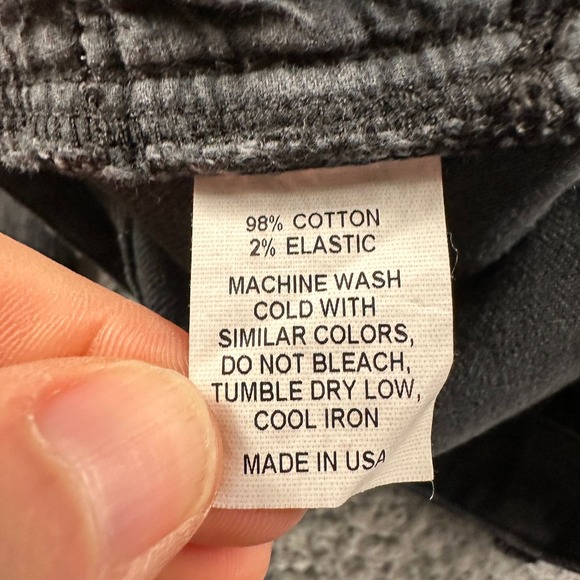 98% COTTON
2% ELASTIC
MACHINE WASH
COLD WITH
SIMILAR COLORS,
DO NOT BLEACH,
TUMBLE DRY LOW,
COOL IRON
MADE IN USA